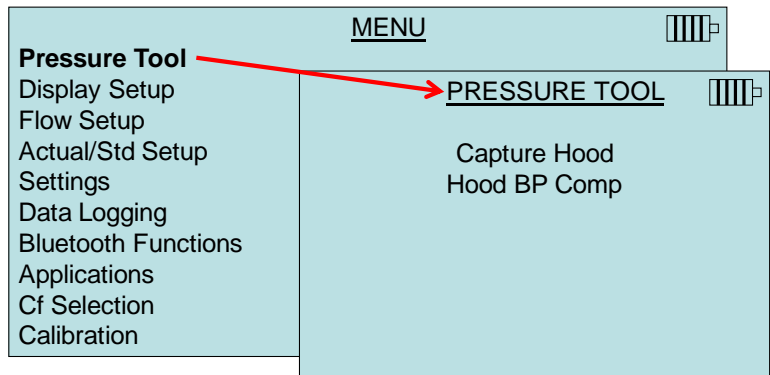 MENU
Pressure Tool
Display Setup
Flow Setup
Actual/Std Setup
Settings
Data Logging
Bluetooth Functions
Applications
Cf Selection
Calibration
PRESSURE TOOL
Capture Hood
Hood BP Comp